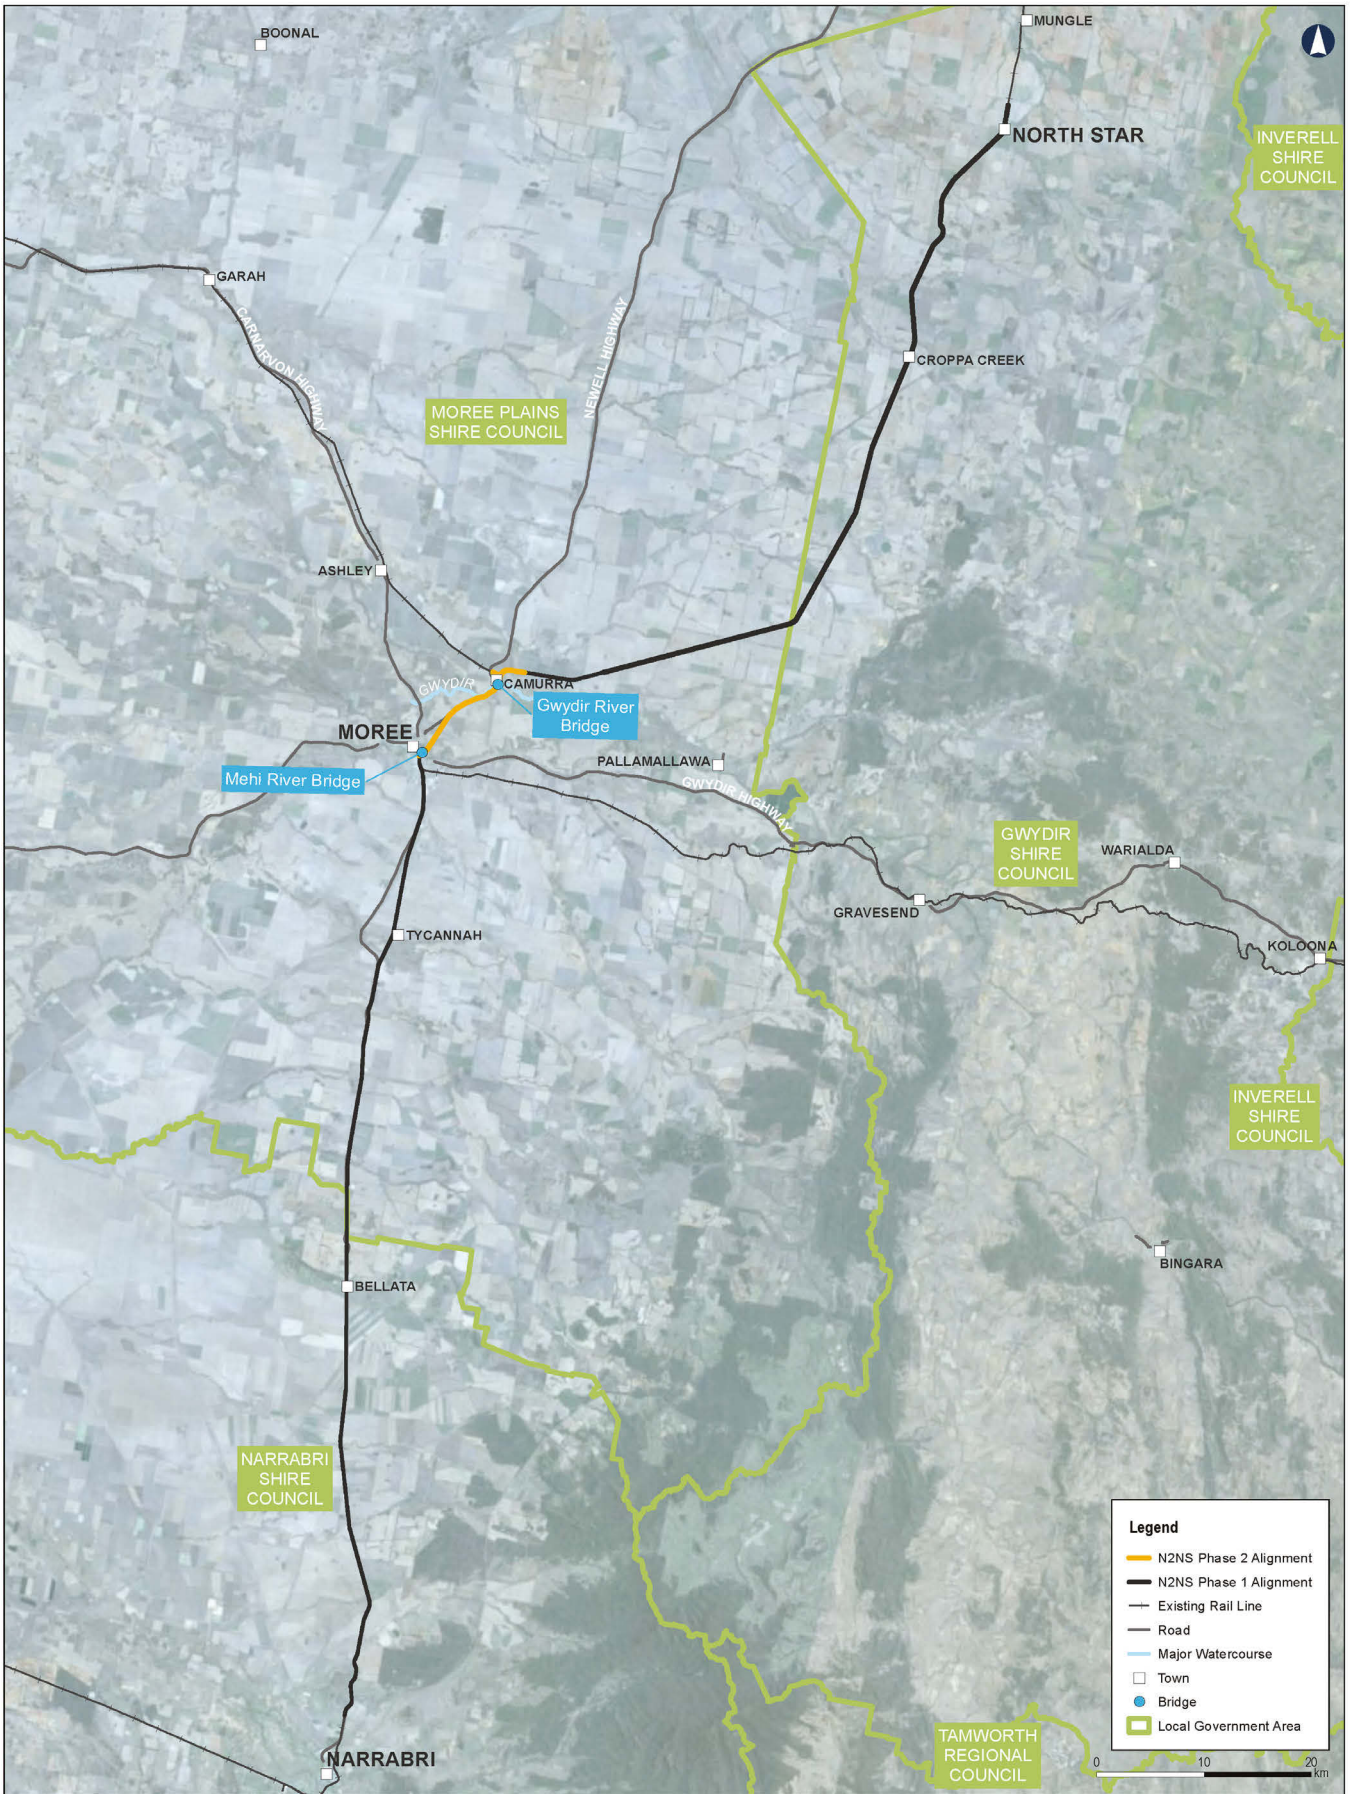 BOONAL
MUNGLE
NORTH STAR
INVERELL
SHIRE
COUNCIL
GARAH
CARNARVON HIGHWAY
NEWELL HIGHWAY
CROPPA CREEK
MOREE PLAINS
SHIRE COUNCIL
ASHLEY
GWYDIR
CAMURRA
Gwydir River
Bridge
MOREE
Mehi River Bridge
PALLAMALLAWA
GWYDIR HIGHWAY
GWYDIR
SHIRE
COUNCIL
WARIALDA
GRAVESEND
TYCANNAH
KOLOONA
INVERELL
SHIRE
COUNCIL
BINGARA
BELLATA
NARRABRI
SHIRE
COUNCIL
NARRABRI
TAMWORTH
REGIONAL
COUNCIL
Legend
N2NS Phase 2 Alignment
N2NS Phase 1 Alignment
Existing Rail Line
Road
Major Watercourse
Town
Bridge
Local Government Area
0 10 20
km